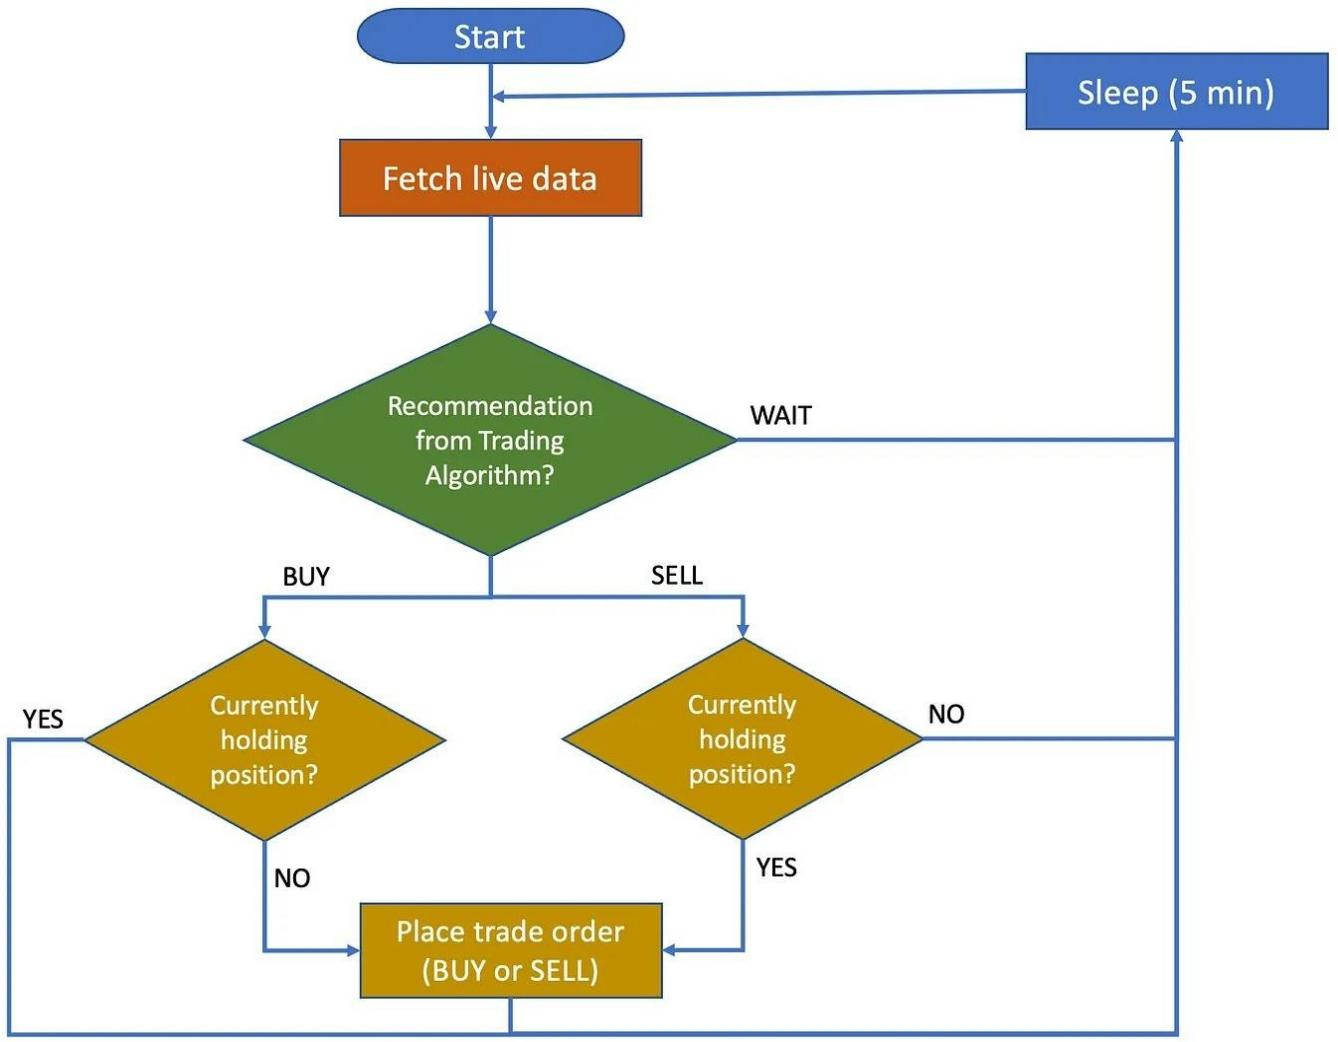 Start
Sleep (5 min)
Fetch live data
Recommendation
from Trading
Algorithm?
WAIT
BUY
SELL
YES
Currently
holding
position?
Currently
holding
position?
NO
NO
YES
Place trade order
(BUY or SELL)